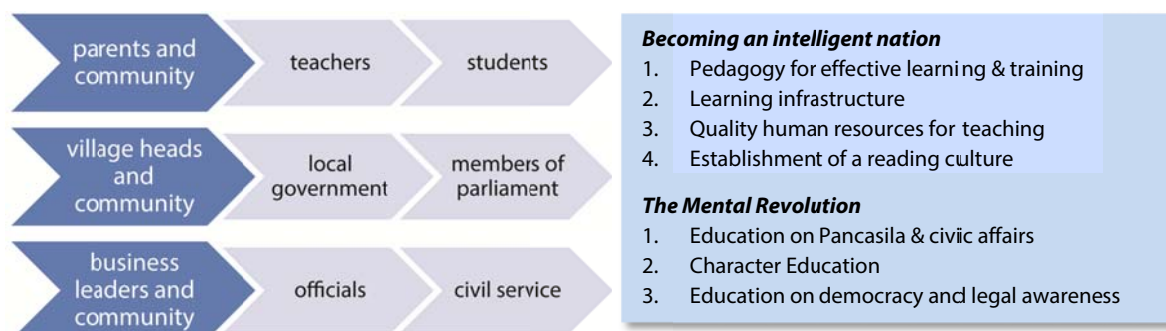 parents and
community
teachers
students
village heads
and
community
local
government
members of
parliament
business
leaders and
community
officials
civil service
Becoming an intelligent nation
1. Pedagogy for effective learning & training
2. Learning infrastructure
3. Quality human resources for teaching
4. Establishment of a reading culture
The Mental Revolution
1. Education on Pancasila & civic affairs
2. Character Education
3. Education on democracy and legal awareness